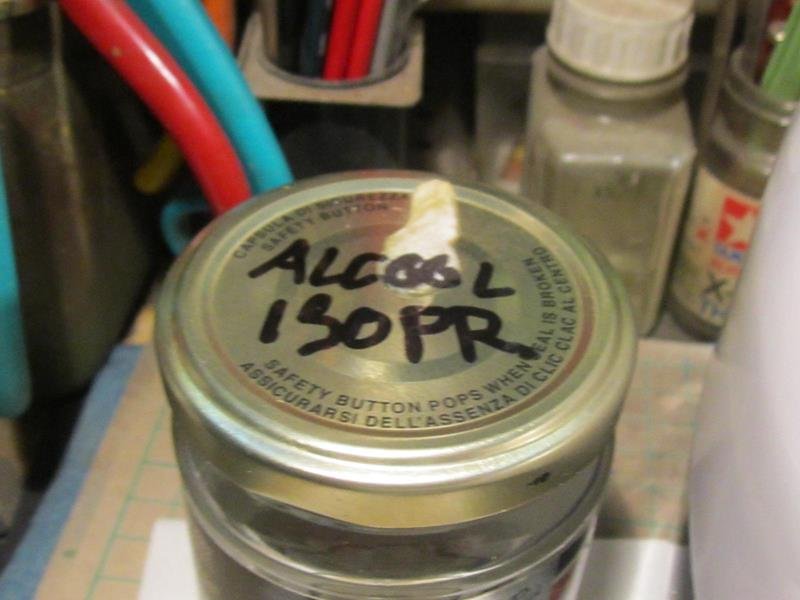 CAPSULA DI SICUREZZA
SAFETY BUTTON
ALCOOL
ISOPR.
SAFETY BUTTON POPS WHEN SEAL IS BROKEN
ASSICURARSI DELL'ASSENZA DI CLIC CLAC AL CENTRO